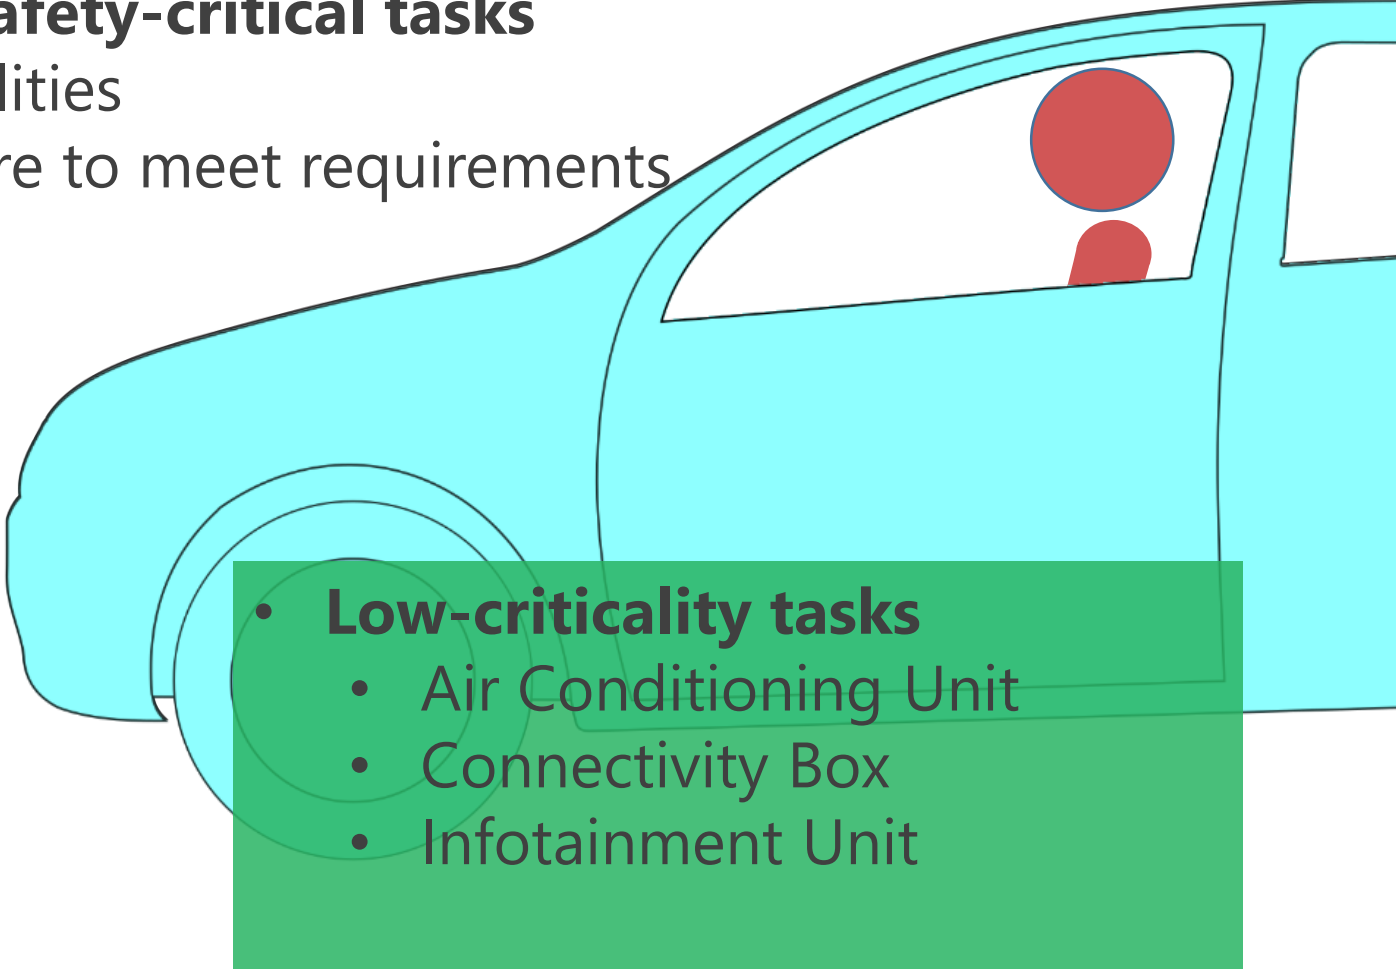 afety-critical tasks
lities
re to meet requirements
• Low-criticality tasks
• Air Conditioning Unit
• Connectivity Box
• Infotainment Unit